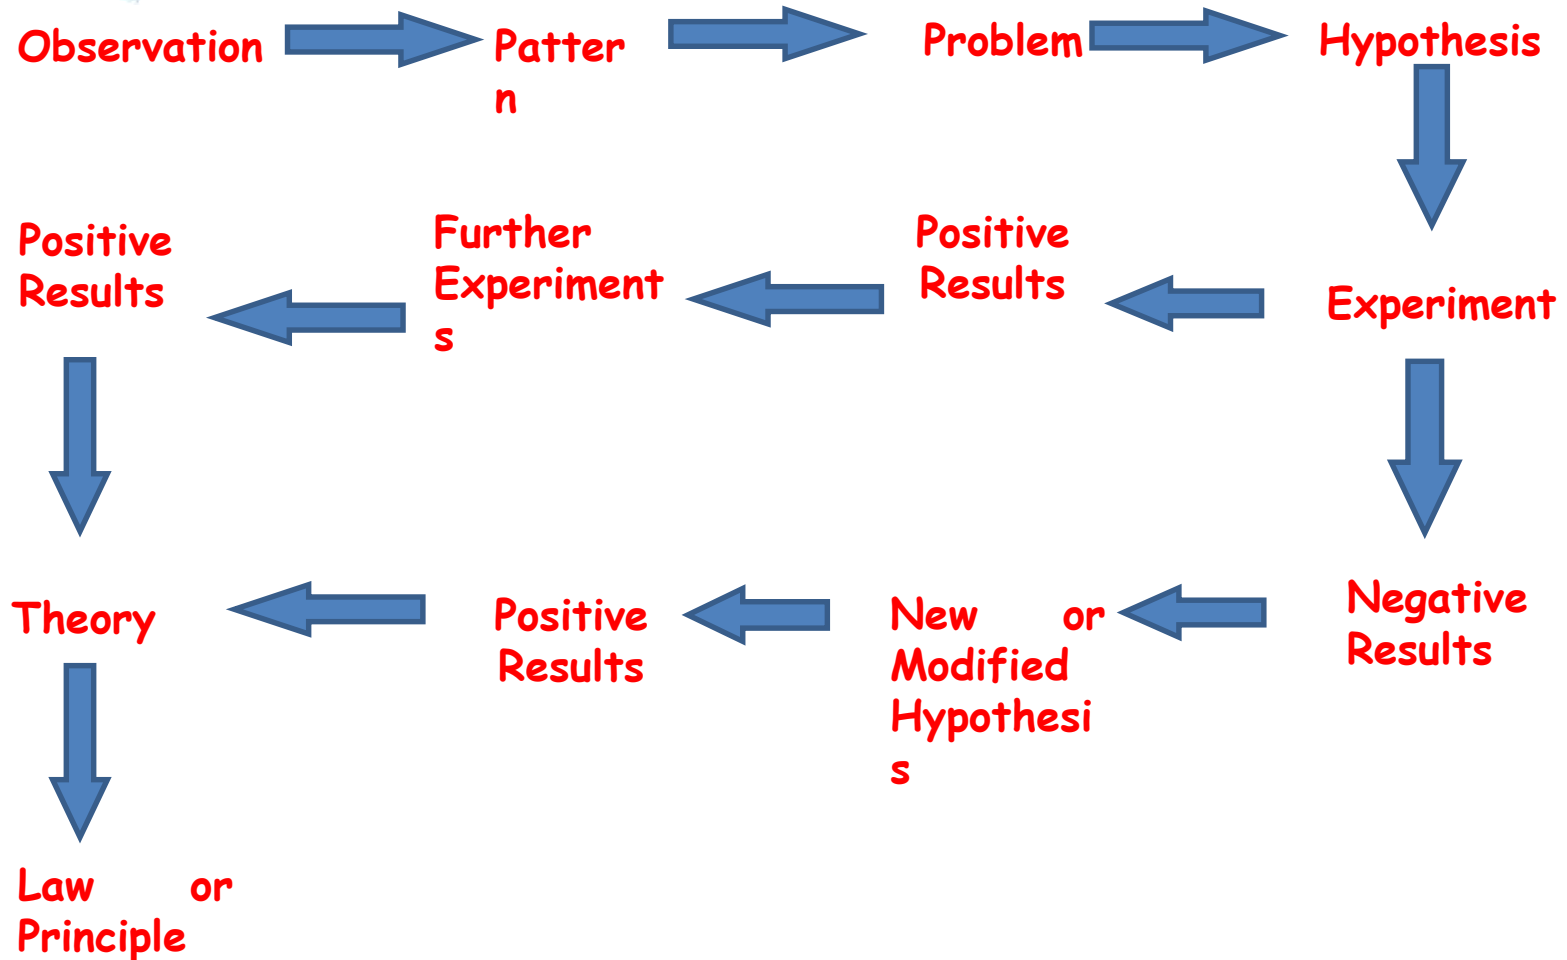 Observation
Patter
n
Problem
Hypothesis
Positive
Results
Further
Experiment
s
Positive
Results
Experiment
Theory
Positive
Results
New or
Modified
Hypothesi
s
Negative
Results
Law or
Principle